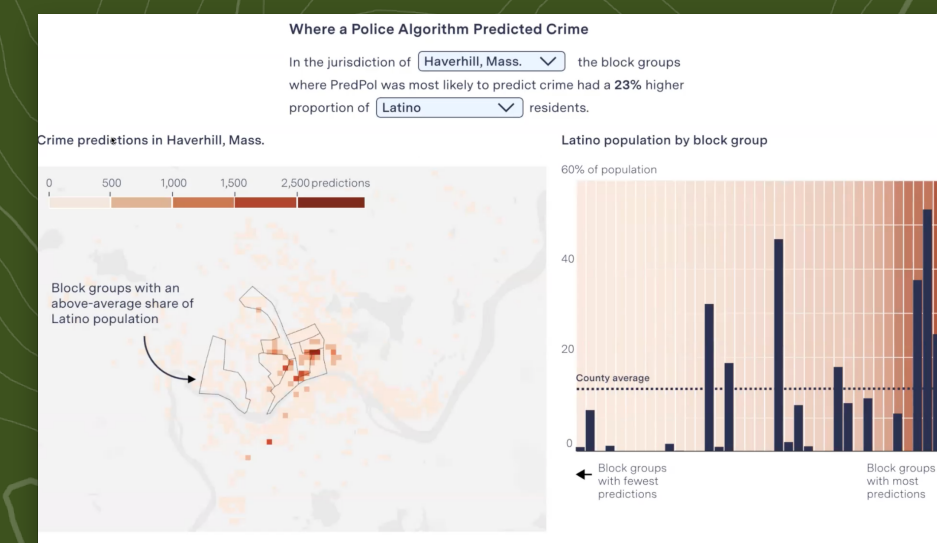 Where a Police Algorithm Predicted Crime
In the jurisdiction of Haverhill, Mass. the block groups
where PredPol was most likely to predict crime had a 23% higher
proportion of Latino residents.
Crime predictions in Haverhill, Mass.
0 500 1,000 1,500 2,500 predictions
Block groups with an
above-average share of
Latino population
Latino population by block group
60% of population
40
20
County average
0
Block groups
with fewest
predictions
Block groups
with most
predictions